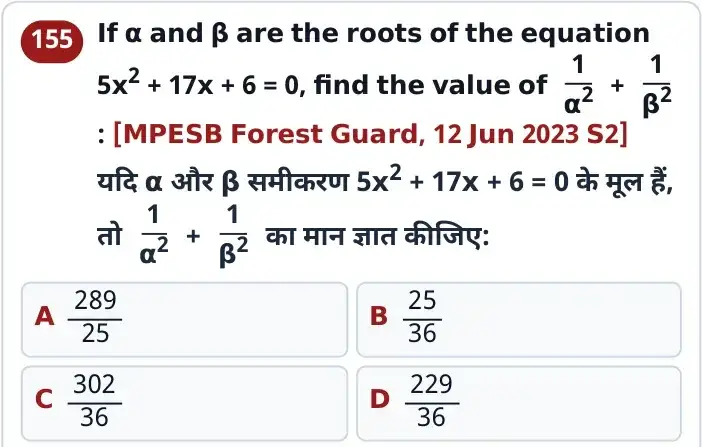 155 If α and β are the roots of the equation
5x² + 17x + 6 = 0, find the value of 1/α² + 1/β²
: [MPESB Forest Guard, 12 Jun 2023 S2]
यदि α और β समीकरण 5x² + 17x + 6 = 0 के मूल हैं,
तो 1/α² + 1/β² का मान ज्ञात कीजिए:
A 289/25
B 25/36
C 302/36
D 229/36